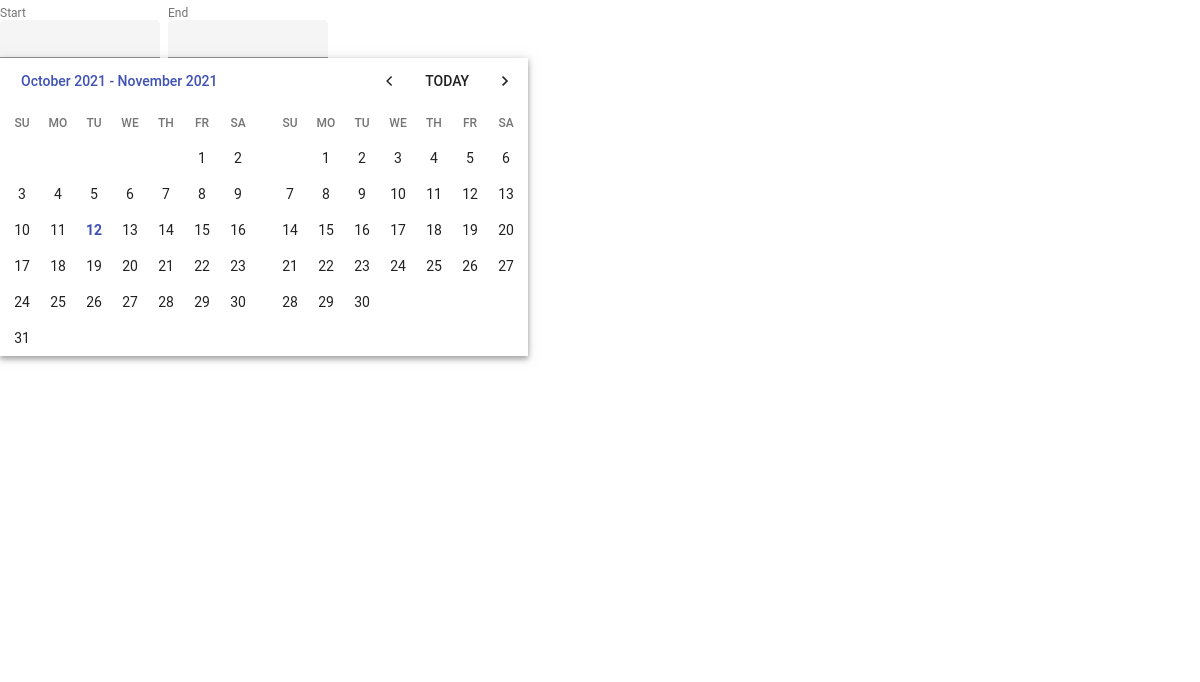 Start End
October 2021 - November 2021 TODAY
SU MO TU WE TH FR SA SU MO TU WE TH FR SA
1 2 1 2 3 4 5 6
3 4 5 6 7 8 9 7 8 9 10 11 12 13
10 11 12 13 14 15 16 14 15 16 17 18 19 20
17 18 19 20 21 22 23 21 22 23 24 25 26 27
24 25 26 27 28 29 30 28 29 30
31